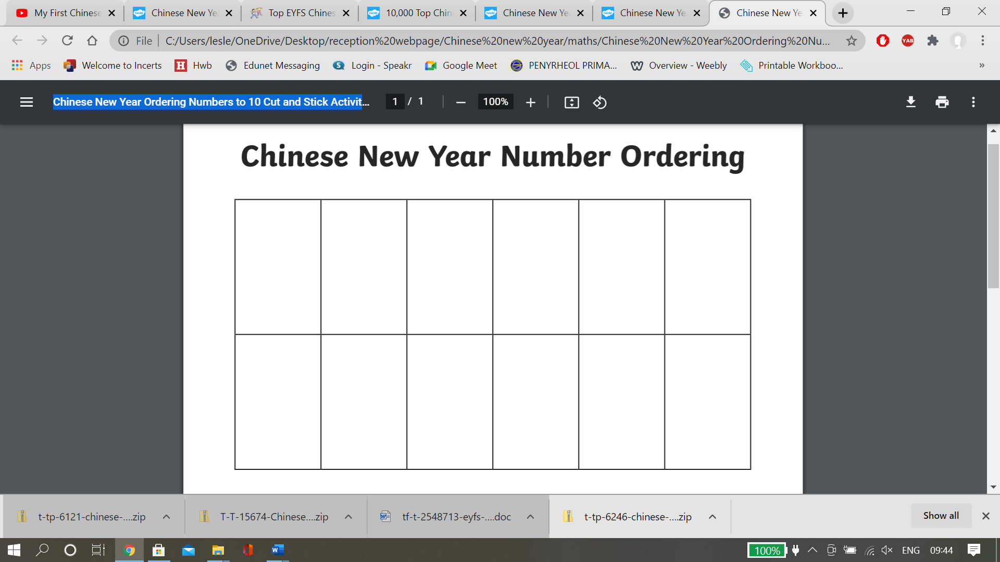 My First Chinese
Chinese New Ye
Top EYFS Chines
10,000 Top Chin
Chinese New Ye
Chinese New Ye
Chinese New Ye
File
C:/Users/lesle/OneDrive/Desktop/reception%20webpage/Chinese%20new%20year/maths/Chinese%20New%20Year%20Ordering%20Nu...
YAB
Apps
Welcome to Incerts
H Hwb
Edunet Messaging
S Login - Speakr
Google Meet
PENYRHEOL PRIMA...
W Overview - Weebly
Printable Workboo...
»
Chinese New Year Ordering Numbers to 10 Cut and Stick Activit...
1 / 1
100%
Chinese New Year Number Ordering
t-tp-6121-chinese-....zip
T-T-15674-Chinese....zip
tf-t-2548713-eyfs-....doc
t-tp-6246-chinese-....zip
Show all
100%
ENG
09:44